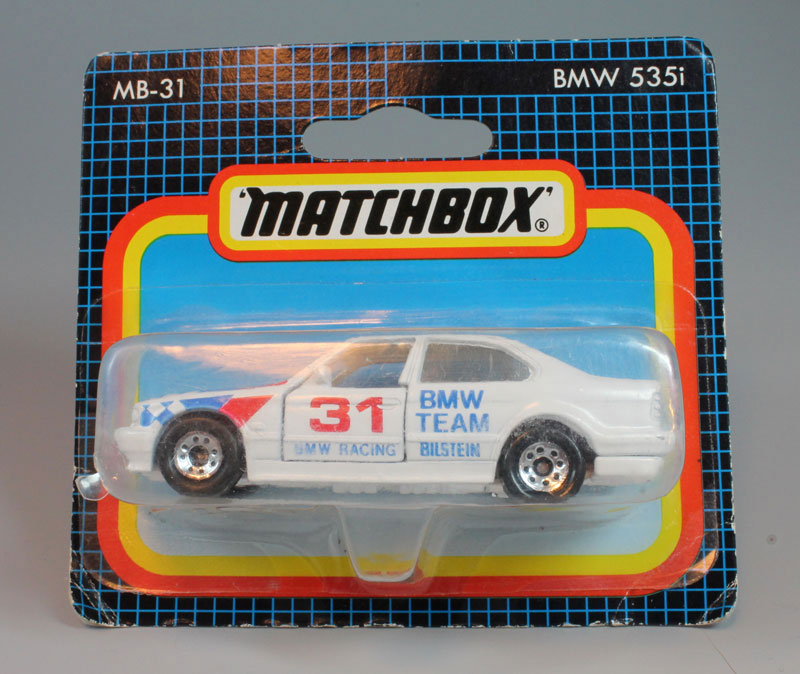 MB-31
BMW 535i
'MATCHBOX'®
31
BMW RACING
BMW
TEAM
BILSTEIN